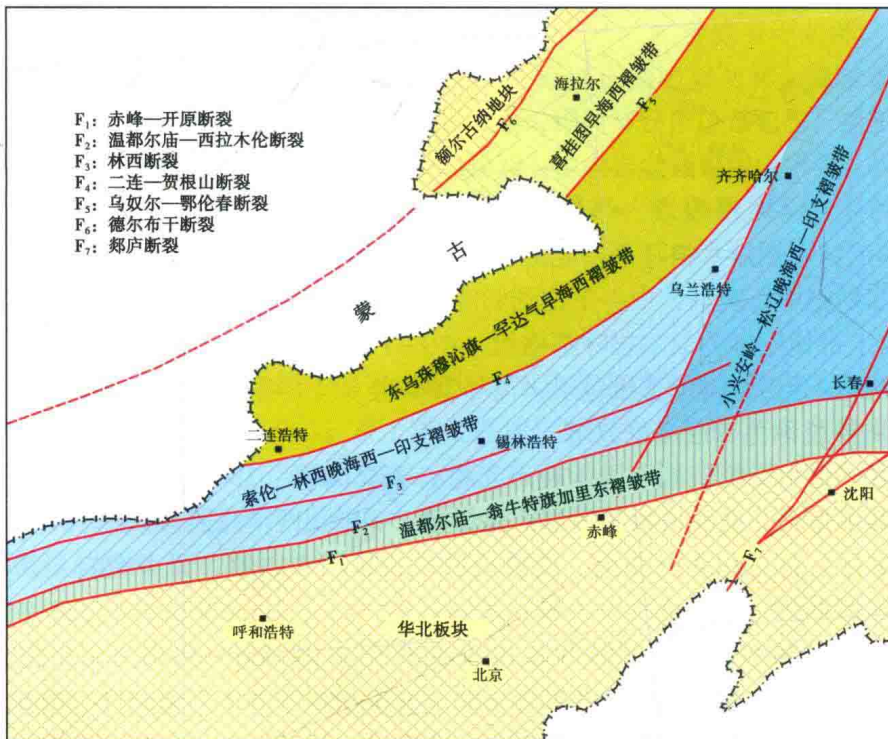 F₁：赤峰—开原断裂
F₂：温都尔庙—西拉木伦断裂
F₃：林西断裂
F₄：二连—贺根山断裂
F₅：乌奴尔—鄂伦春断裂
F₆：德尔布干断裂
F₇：郯庐断裂
额尔古纳地块
F₆
海拉尔
喜桂图早海西褶皱带
F₅
齐齐哈尔
蒙古
乌兰浩特
小兴安岭—松辽晚海西—印支褶皱带
东乌珠穆沁旗—罕达气早海西褶皱带
F₄
长春
二连浩特
锡林浩特
索伦—林西晚海西—印支褶皱带
F₃
沈阳
F₂
温都尔庙—翁牛特旗加里东褶皱带
赤峰
F₁
F₇
呼和浩特
华北板块
北京